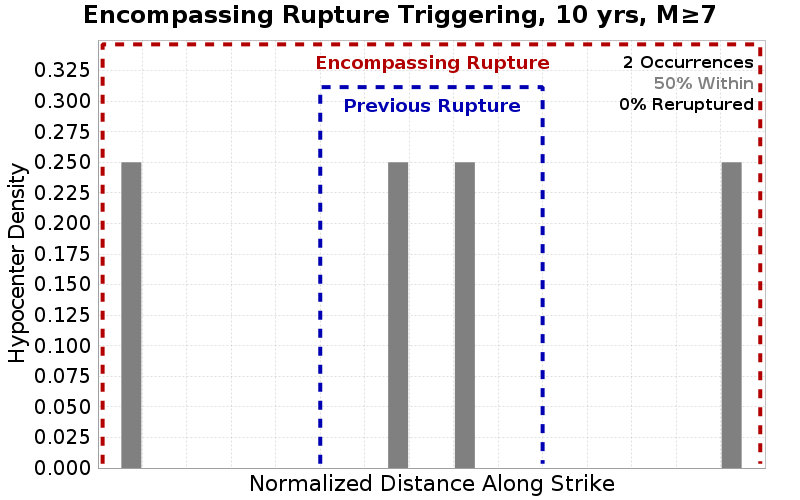 Encompassing Rupture Triggering, 10 yrs, M≥7
Encompassing Rupture
2 Occurrences
50% Within
0% Reruptured
Previous Rupture
Hypocenter Density
0.325
0.300
0.275
0.250
0.225
0.200
0.175
0.150
0.125
0.100
0.075
0.050
0.025
0.000
Normalized Distance Along Strike